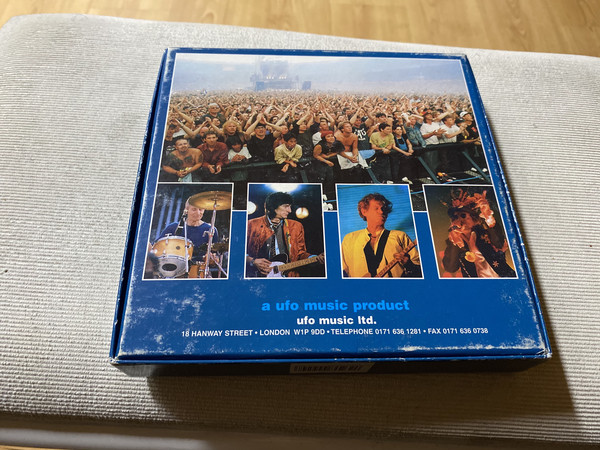 a ufo music product
ufo music ltd.
18 HANWAY STREET • LONDON W1P 9DD • TELEPHONE 0171 636 1281 • FAX 0171 636 0738